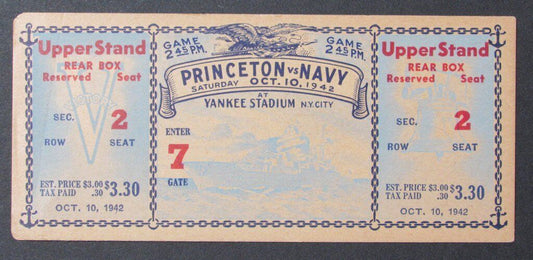 Upper Stand
REAR BOX
Reserved Seat
SEC. 2
ROW SEAT
EST. PRICE $3.00
TAX PAID .30
$3.30
OCT. 10, 1942
GAME
2 45 P.M.
GAME
2 45 P.M.
PRINCETON vs NAVY
SATURDAY OCT. 10, 1942
AT
YANKEE STADIUM N.Y. CITY
ENTER
7
GATE
Upper Stand
REAR BOX
Reserved Seat
SEC. 2
ROW SEAT
EST. PRICE $3.00
TAX PAID .30
$3.30
OCT. 10, 1942